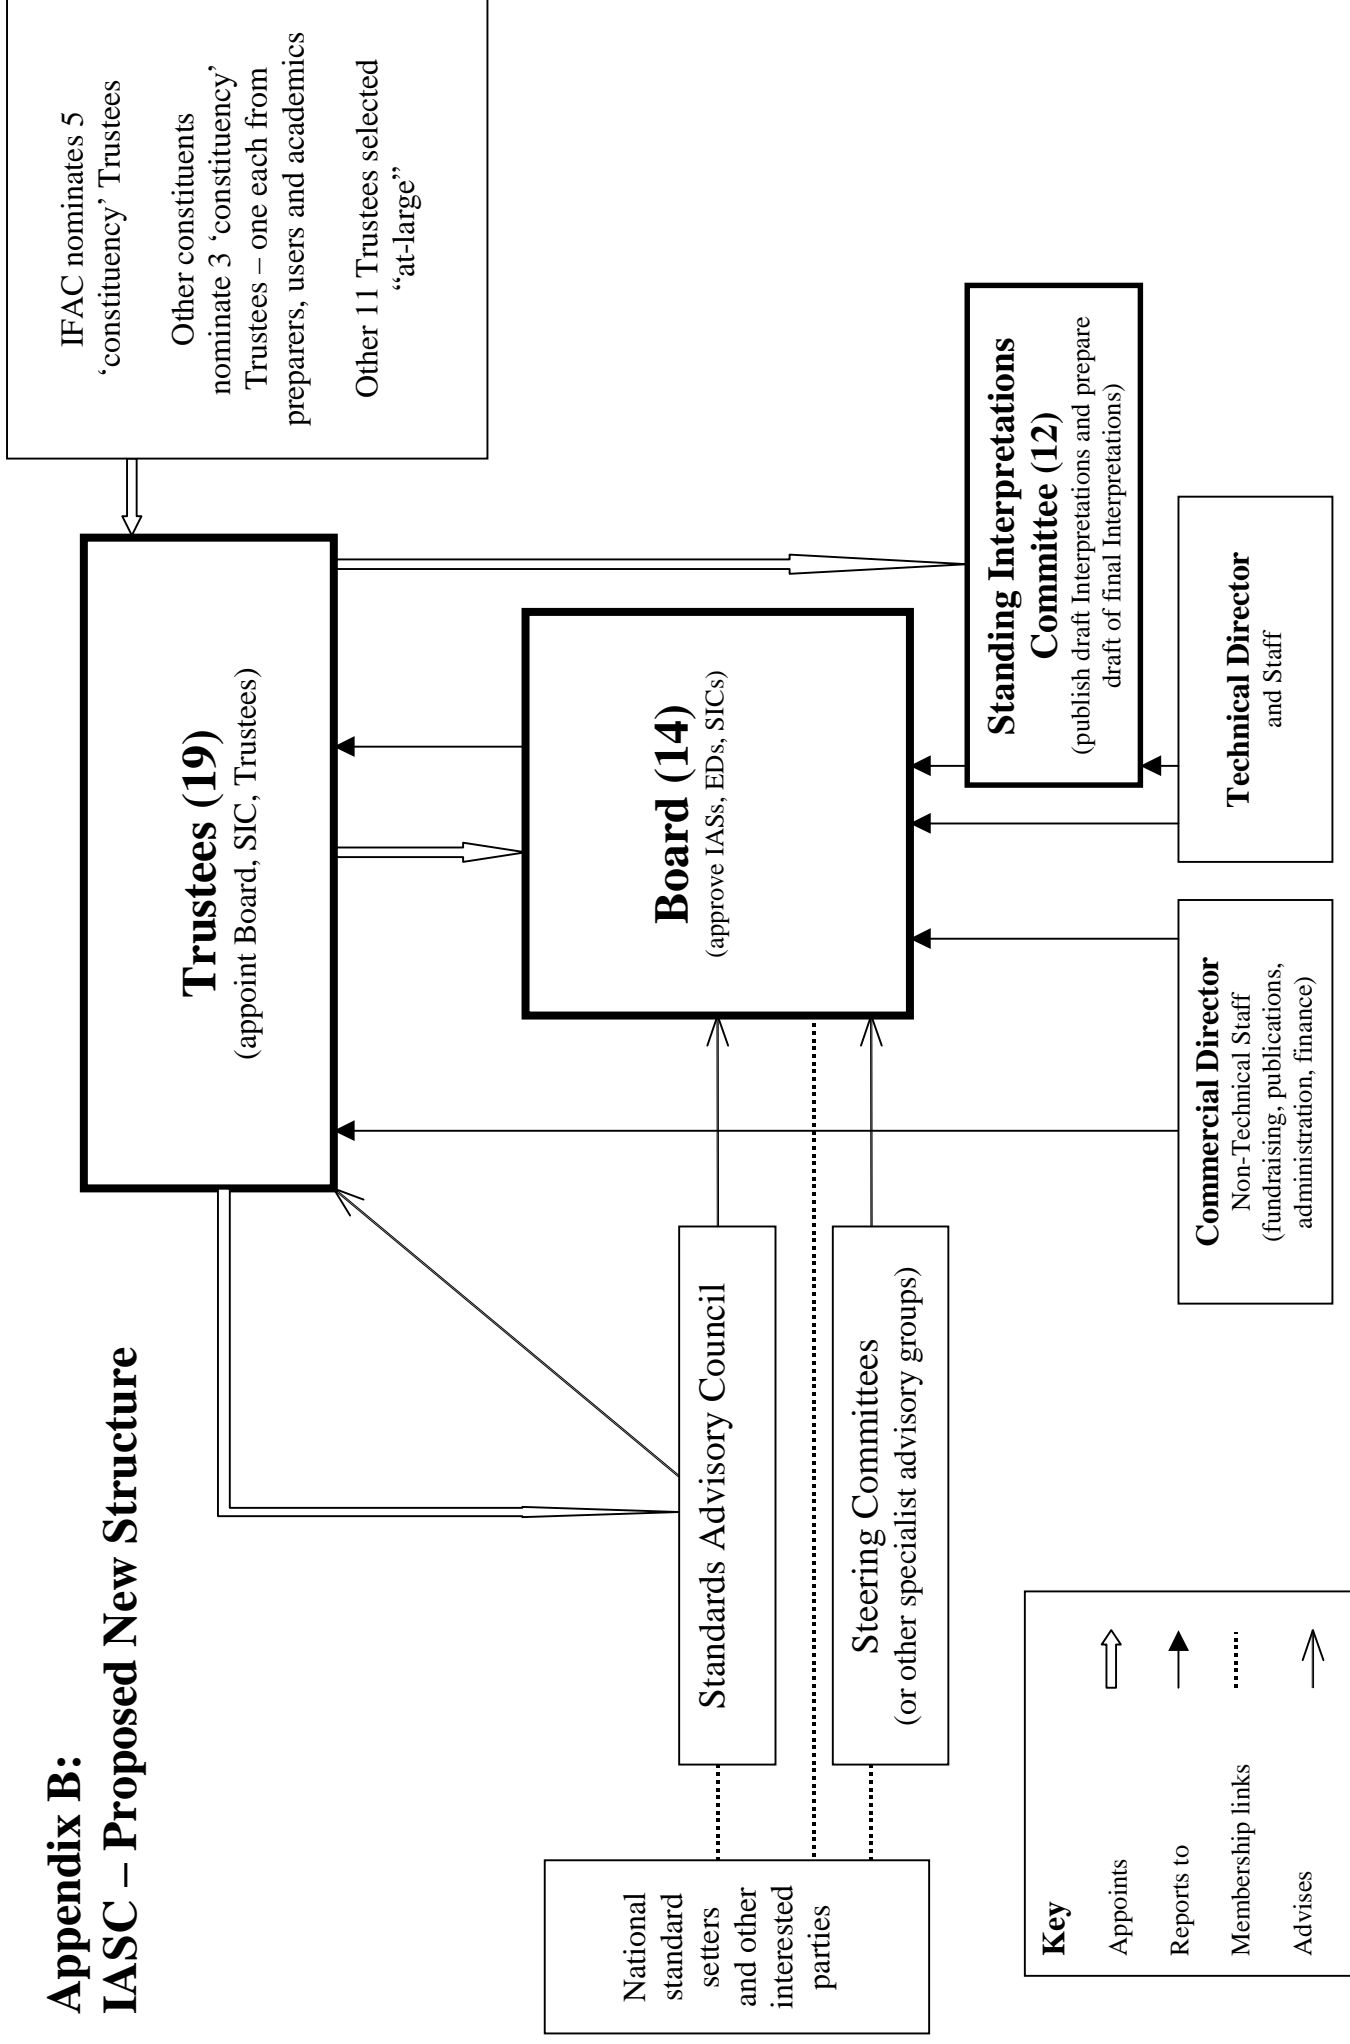 Appendix B:
IASC – Proposed New Structure
IFAC nominates 5
‘constituency’ Trustees
Other constituents
nominate 3 ‘constituency’
Trustees – one each from
preparers, users and academics
Other 11 Trustees selected
“at-large”
Trustees (19)
(appoint Board, SIC, Trustees)
Board (14)
(approve IASs, EDs, SICs)
Standards Advisory Council
Steering Committees
(or other specialist advisory groups)
National
standard
setters
and other
interested
parties
Standing Interpretations
Committee (12)
(publish draft Interpretations and prepare
draft of final Interpretations)
Commercial Director
Non-Technical Staff
(fundraising, publications,
administration, finance)
Technical Director
and Staff
Key
Appoints
Reports to
Membership links
Advises